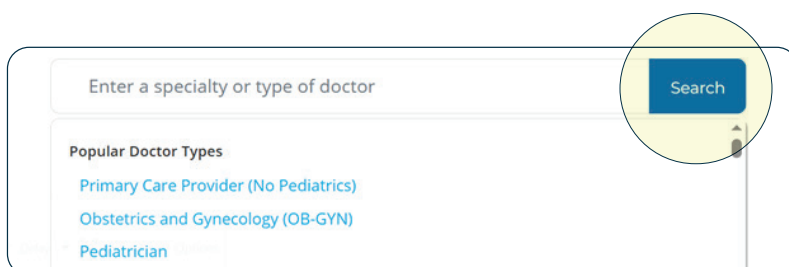 Enter a specialty or type of doctor
Search
Popular Doctor Types
Primary Care Provider (No Pediatrics)
Obstetrics and Gynecology (OB-GYN)
Pediatrician